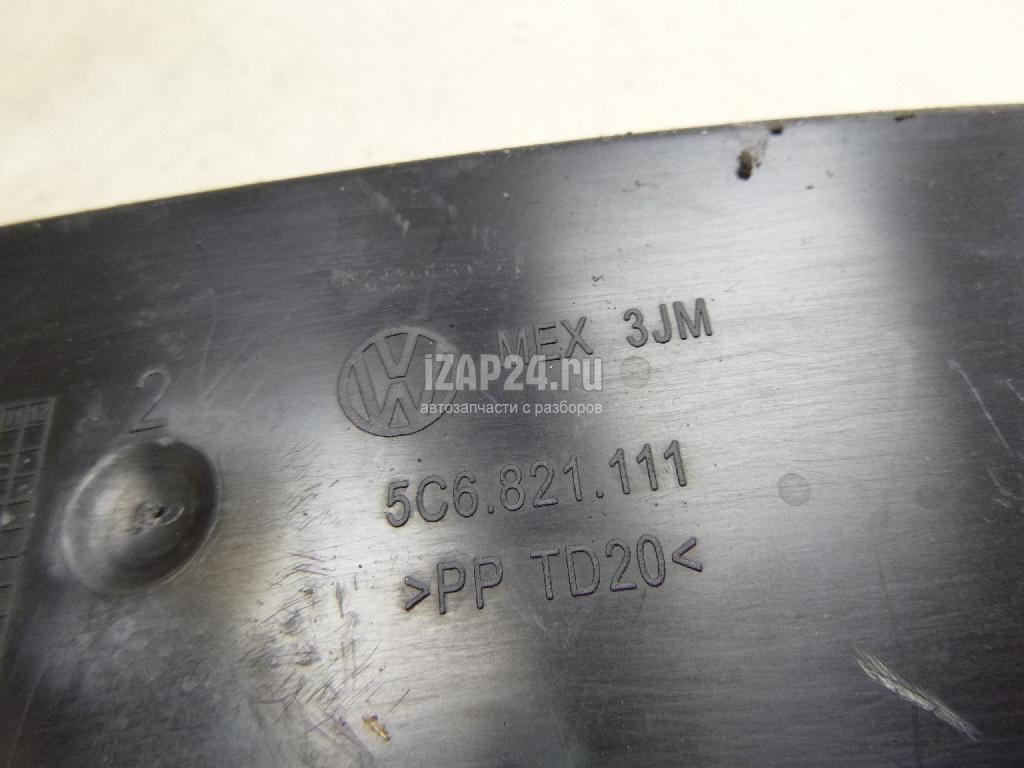 MEX 3JM
iZAP24.ru
автозапчасти с разборов
2
5C6.821.111
>PP TD20<